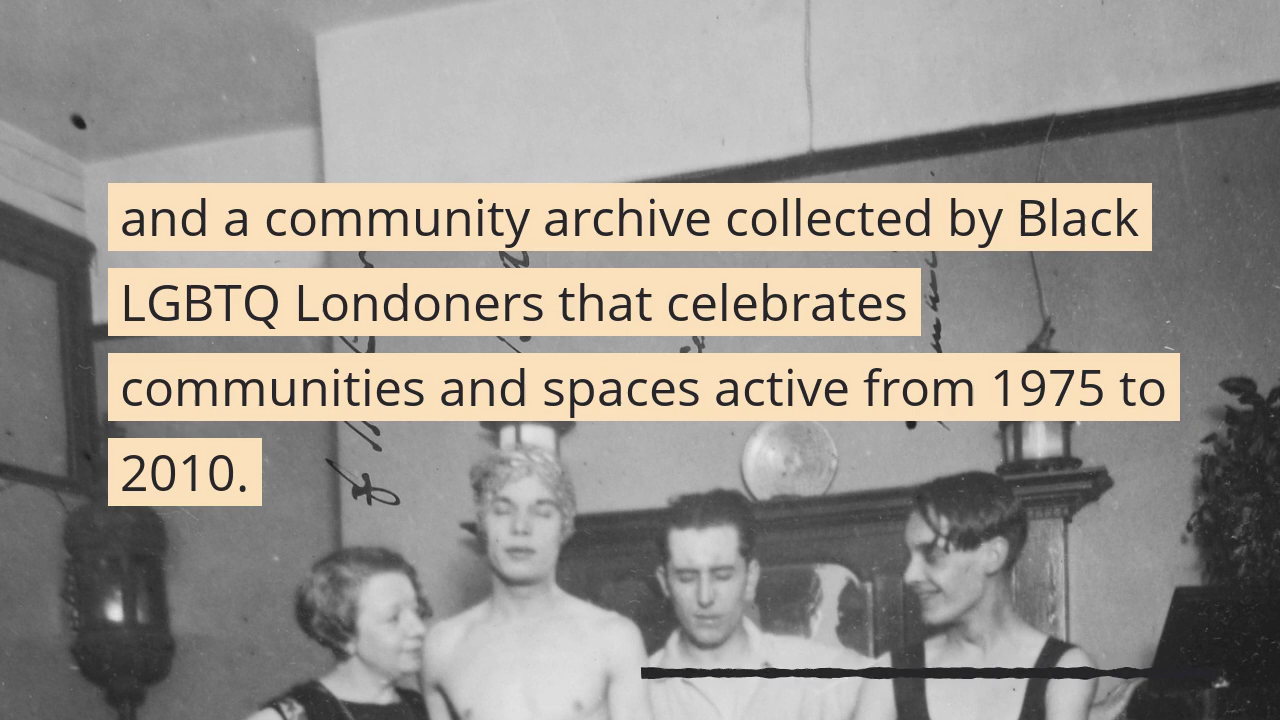 and a community archive collected by Black
LGBTQ Londoners that celebrates
communities and spaces active from 1975 to
2010.